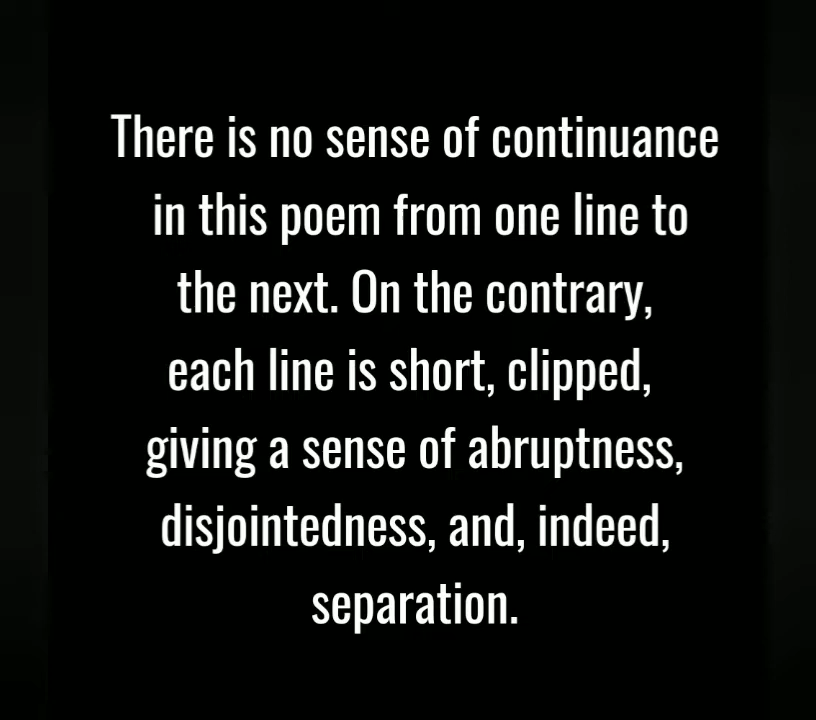 There is no sense of continuance
in this poem from one line to
the next. On the contrary,
each line is short, clipped,
giving a sense of abruptness,
disjointedness, and, indeed,
separation.